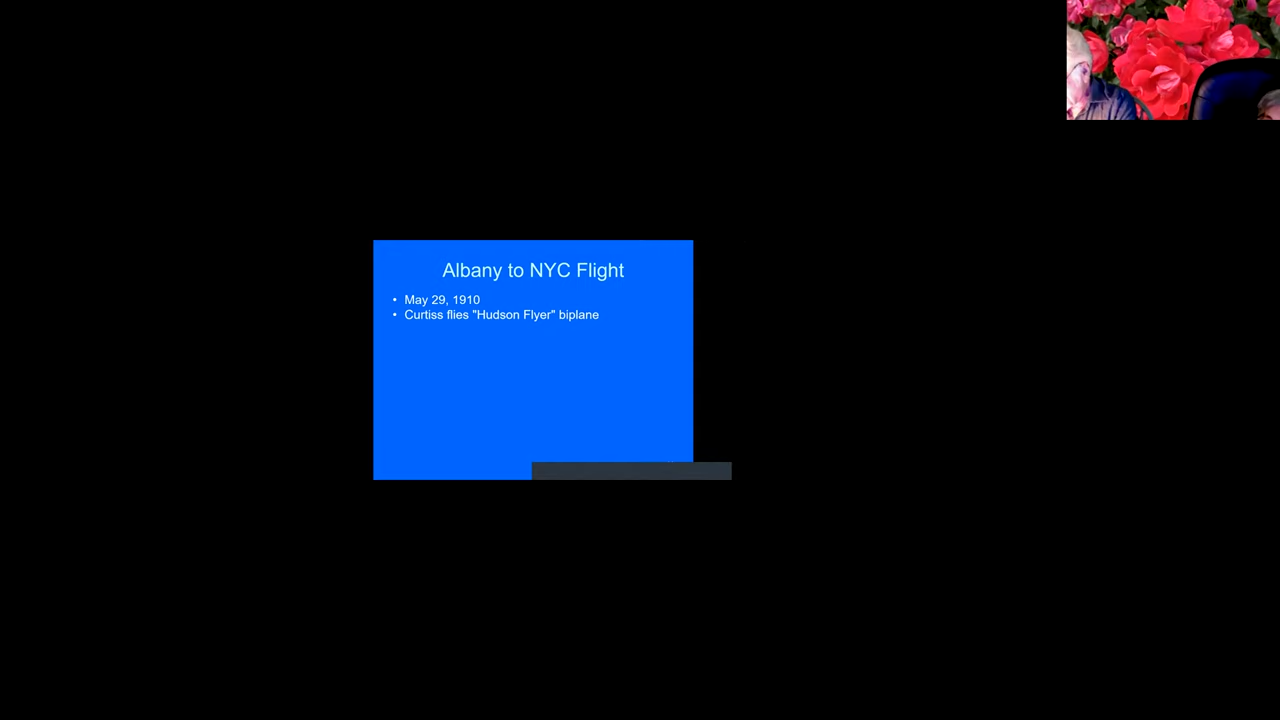 Albany to NYC Flight
• May 29, 1910
• Curtiss flies "Hudson Flyer" biplane